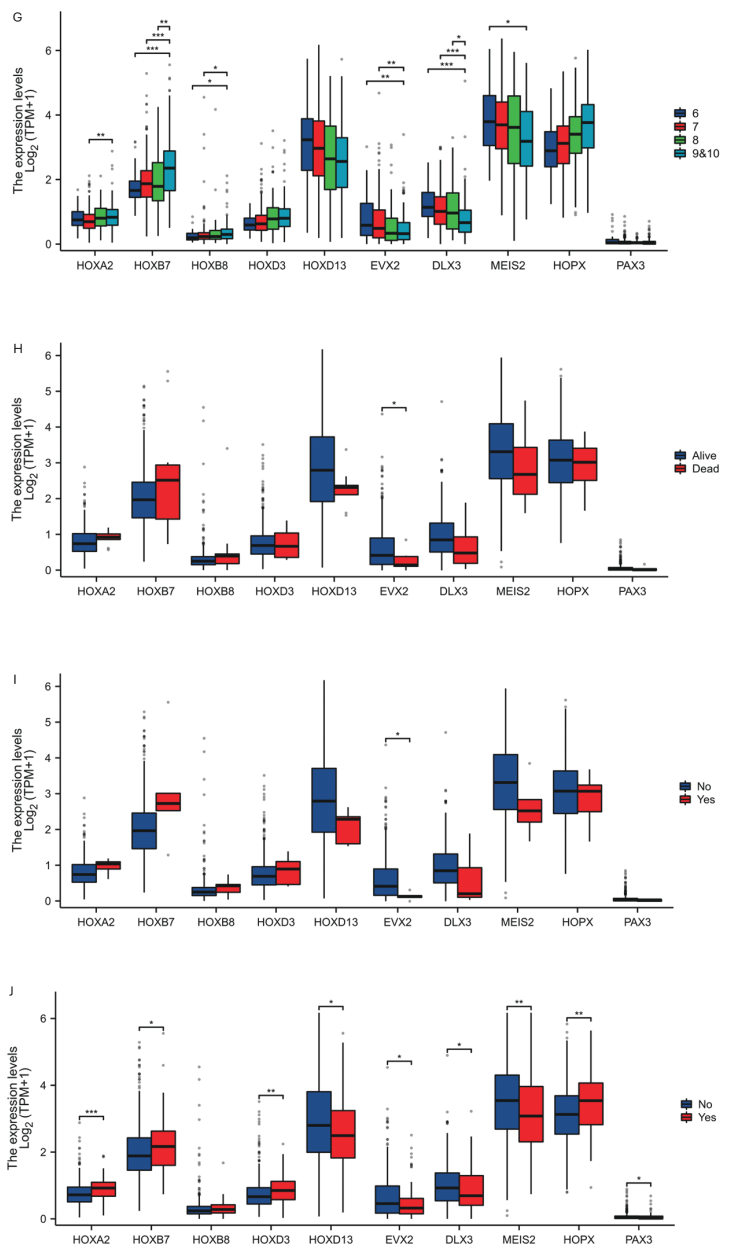 G
The expression levels
Log2 (TPM+1)
6
4
2
0
** *** ***
**
* *
** **
* *** ***
*
HOXA2 HOXB7 HOXB8 HOXD3 HOXD13 EVX2 DLX3 MEIS2 HOPX PAX3
6
7
8
9&10
H
The expression levels
Log2 (TPM+1)
6
5
4
3
2
1
0
*
HOXA2 HOXB7 HOXB8 HOXD3 HOXD13 EVX2 DLX3 MEIS2 HOPX PAX3
Alive
Dead
I
The expression levels
Log2 (TPM+1)
6
5
4
3
2
1
0
*
HOXA2 HOXB7 HOXB8 HOXD3 HOXD13 EVX2 DLX3 MEIS2 HOPX PAX3
No
Yes
J
The expression levels
Log2 (TPM+1)
6
4
2
0
*** * ** * * * ** ** *
HOXA2 HOXB7 HOXB8 HOXD3 HOXD13 EVX2 DLX3 MEIS2 HOPX PAX3
No
Yes